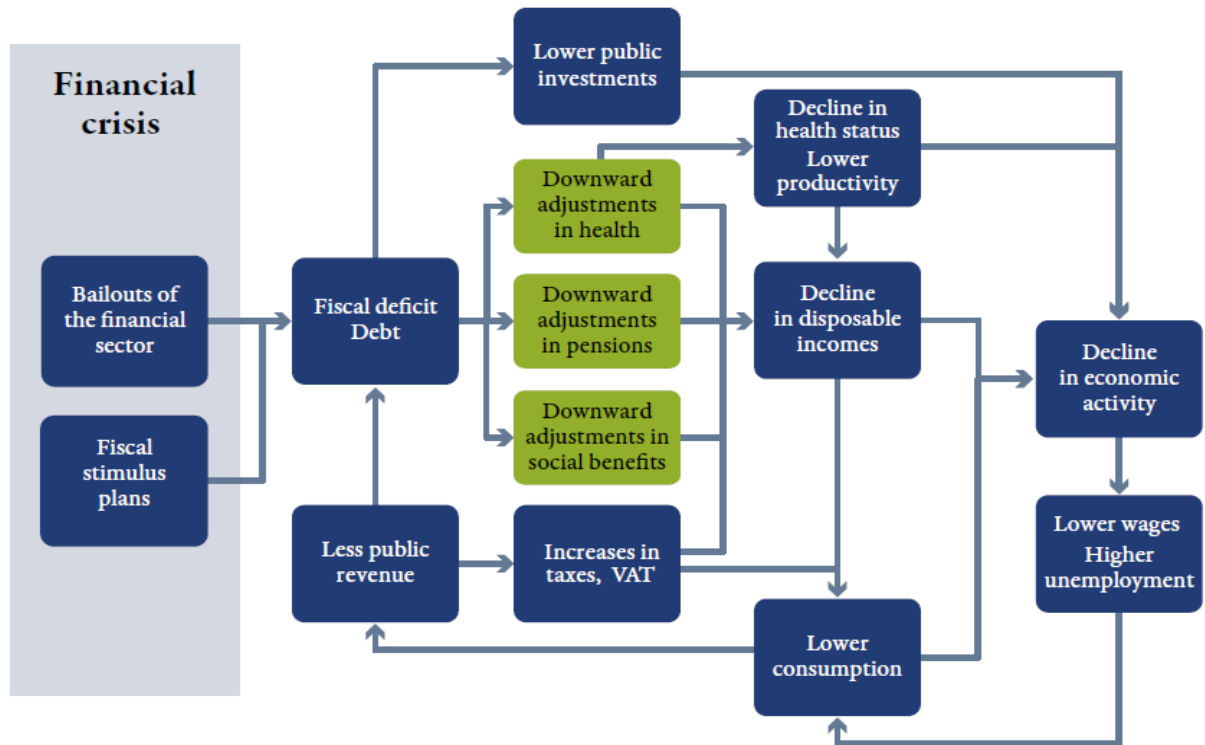 Financial
crisis
Bailouts of
the financial
sector
Fiscal
stimulus
plans
Fiscal deficit
Debt
Less public
revenue
Lower public
investments
Downward
adjustments
in health
Downward
adjustments
in pensions
Downward
adjustments in
social benefits
Increases in
taxes, VAT
Decline in
health status
Lower
productivity
Decline
in disposable
incomes
Lower
consumption
Decline
in economic
activity
Lower wages
Higher
unemployment